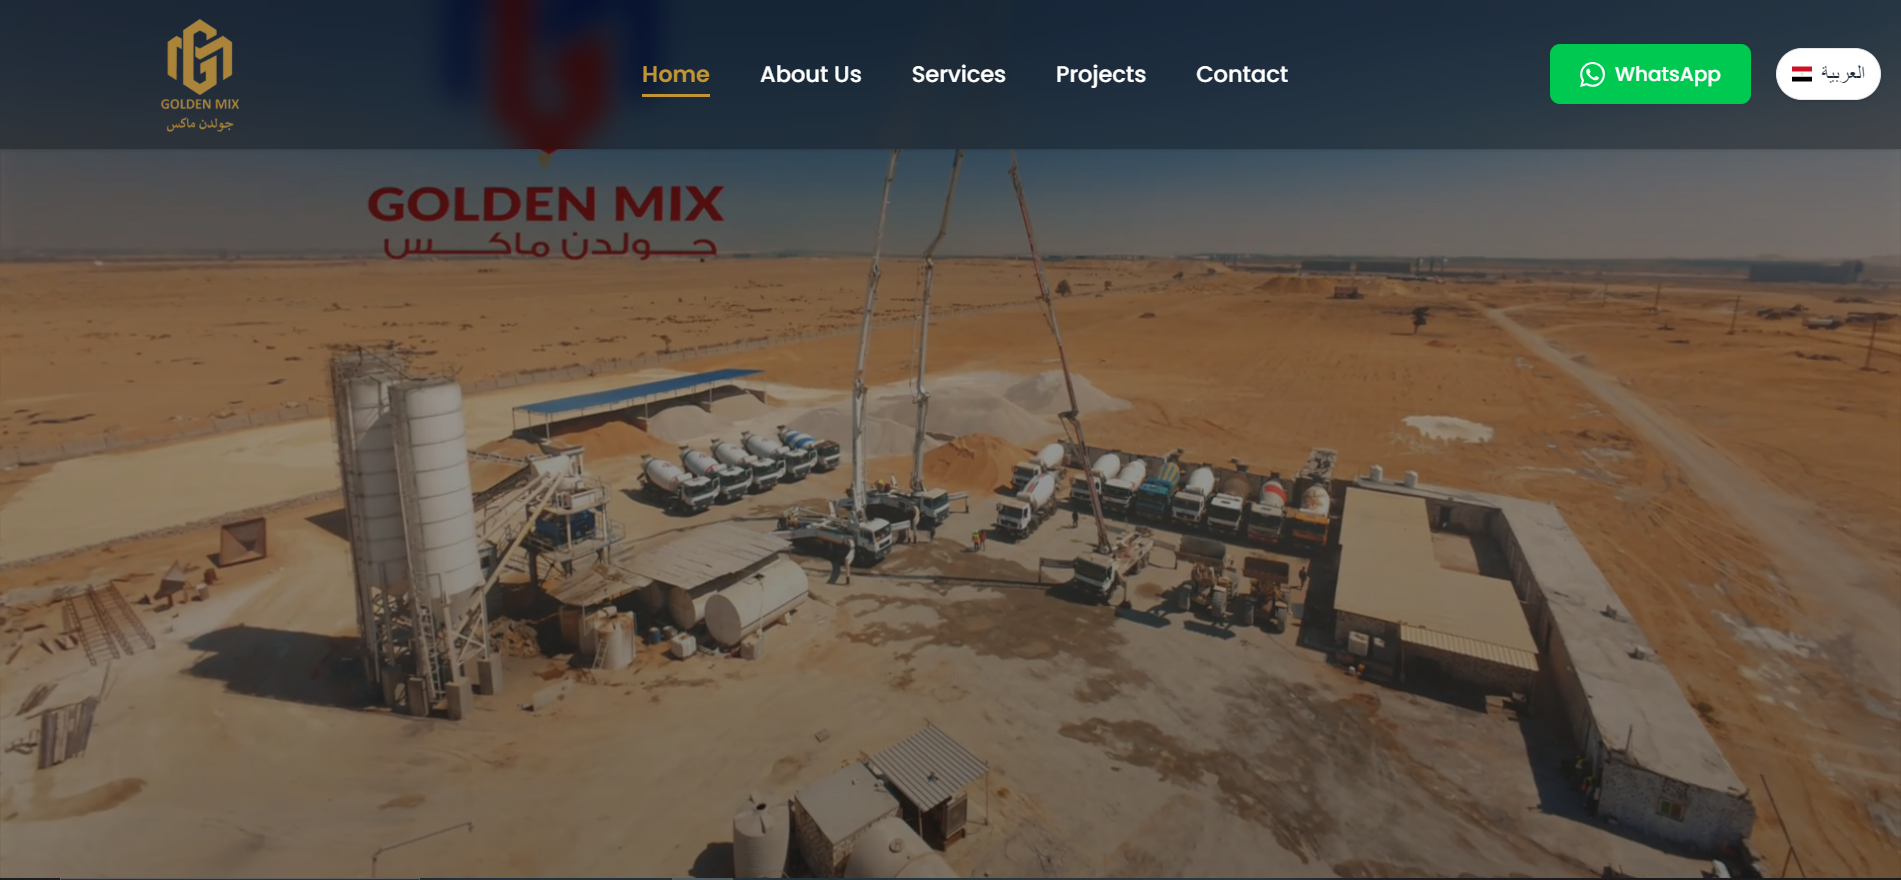 GOLDEN MIX
جولدن ماكس
Home
About Us
Services
Projects
Contact
WhatsApp
العربية
GOLDEN MIX
جولدن ماكس